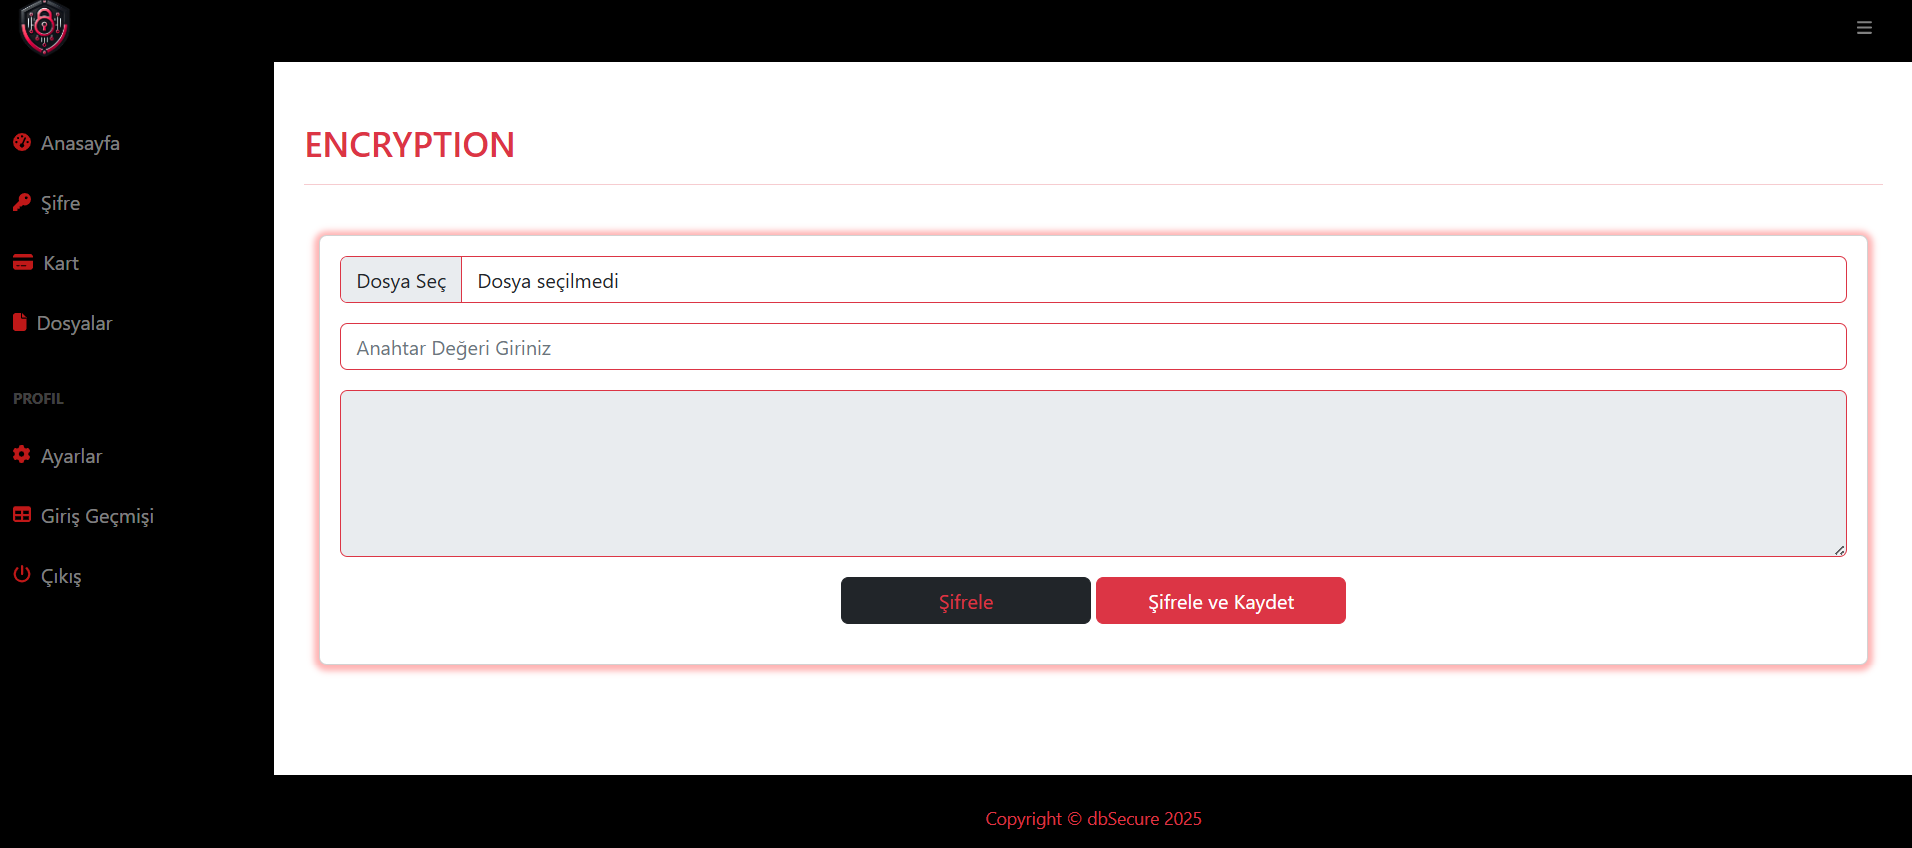 Anasayfa
Şifre
Kart
Dosyalar
PROFIL
Ayarlar
Giriş Geçmişi
Çıkış
ENCRYPTION
Dosya Seç Dosya seçilmedi
Anahtar Değeri Giriniz
Şifrele Şifrele ve Kaydet
Copyright © dbSecure 2025